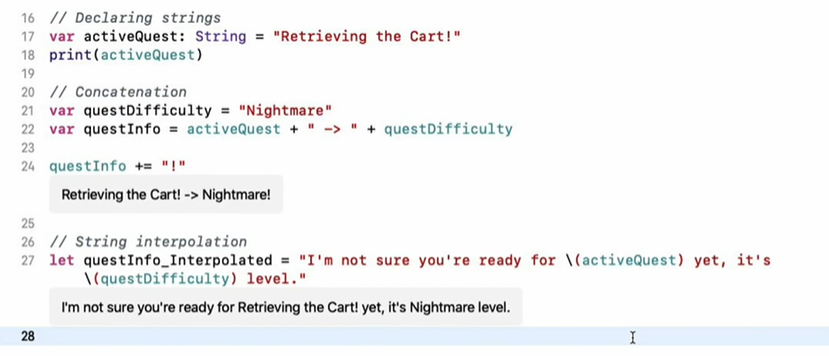 16 // Declaring strings
17 var activeQuest: String = "Retrieving the Cart!"
18 print(activeQuest)
19
20 // Concatenation
21 var questDifficulty = "Nightmare"
22 var questInfo = activeQuest + " -> " + questDifficulty
23
24 questInfo += "!"
Retrieving the Cart! -> Nightmare!
25
26 // String interpolation
27 let questInfo_Interpolated = "I'm not sure you're ready for \(activeQuest) yet, it's
\(questDifficulty) level."
I'm not sure you're ready for Retrieving the Cart! yet, it's Nightmare level.
28